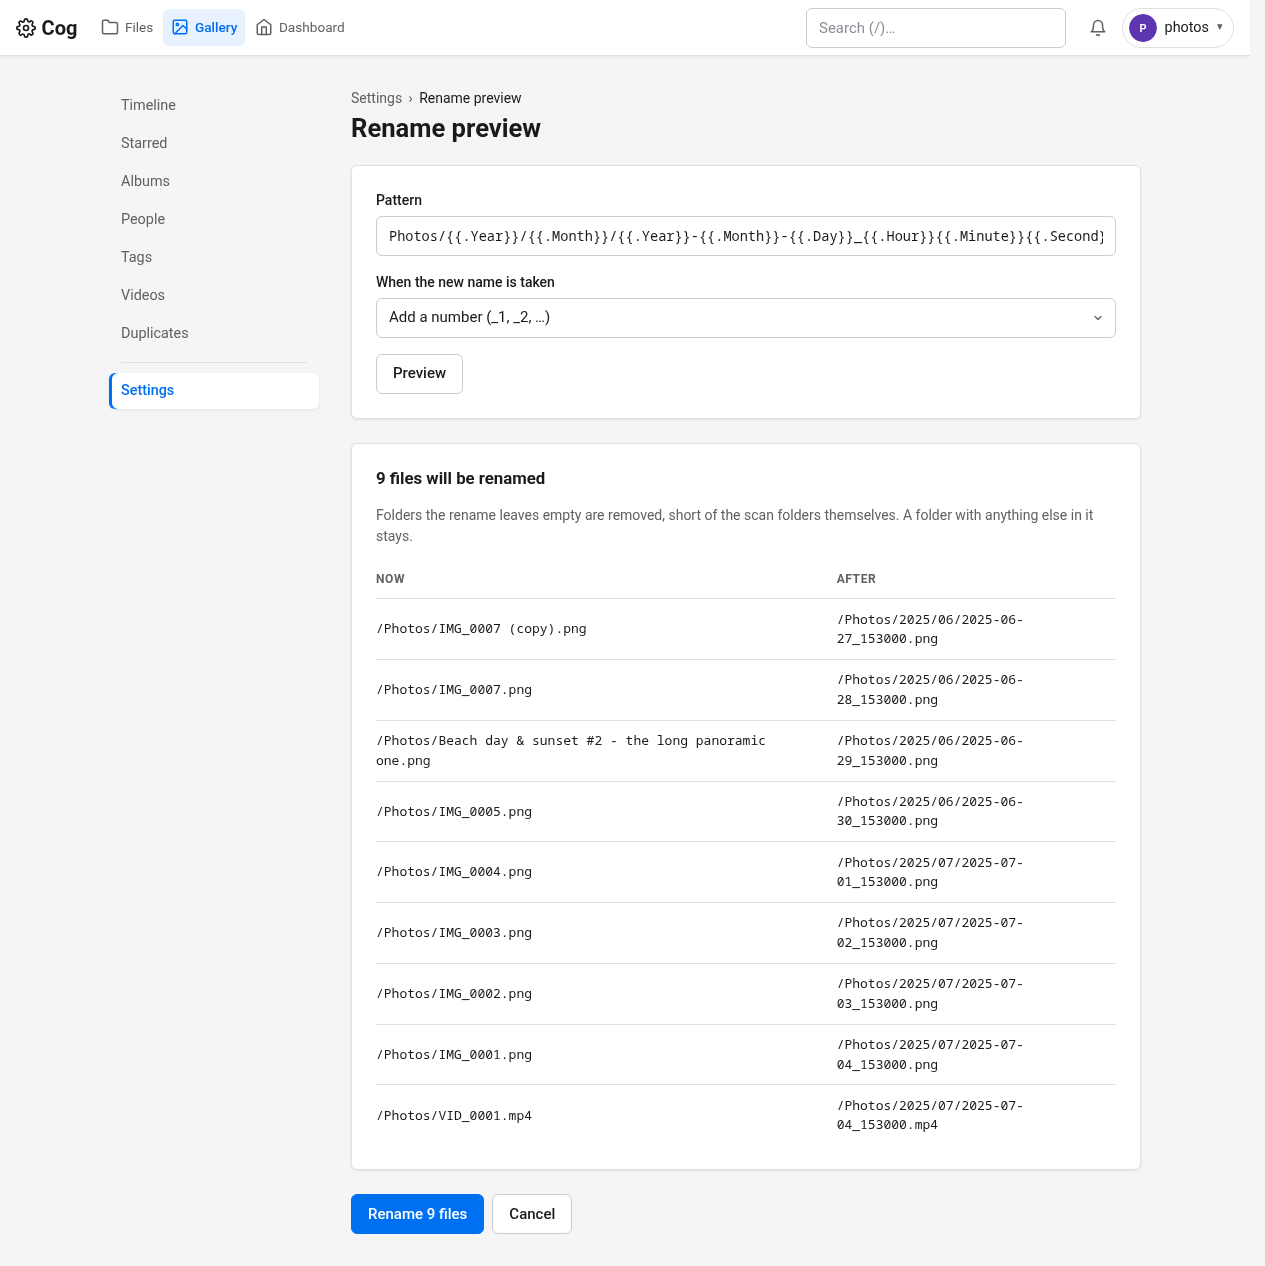 Cog Files Gallery Dashboard Search (/)… P photos ▾
Timeline
Starred
Albums
People
Tags
Videos
Duplicates
Settings
Settings › Rename preview
Rename preview
Pattern
Photos/{{.Year}}/{{.Month}}/{{.Year}}-{{.Month}}-{{.Day}}_{{.Hour}}{{.Minute}}{{.Second}
When the new name is taken
Add a number (_1, _2, …)
Preview
9 files will be renamed
Folders the rename leaves empty are removed, short of the scan folders themselves. A folder with anything else in it
stays.
NOW AFTER
/Photos/IMG_0007 (copy).png
/Photos/2025/06/2025-06-
27_153000.png
/Photos/IMG_0007.png
/Photos/2025/06/2025-06-
28_153000.png
/Photos/Beach day & sunset #2 - the long panoramic
one.png
/Photos/2025/06/2025-06-
29_153000.png
/Photos/IMG_0005.png
/Photos/2025/06/2025-06-
30_153000.png
/Photos/IMG_0004.png
/Photos/2025/07/2025-07-
01_153000.png
/Photos/IMG_0003.png
/Photos/2025/07/2025-07-
02_153000.png
/Photos/IMG_0002.png
/Photos/2025/07/2025-07-
03_153000.png
/Photos/IMG_0001.png
/Photos/2025/07/2025-07-
04_153000.png
/Photos/VID_0001.mp4
/Photos/2025/07/2025-07-
04_153000.mp4
Rename 9 files Cancel